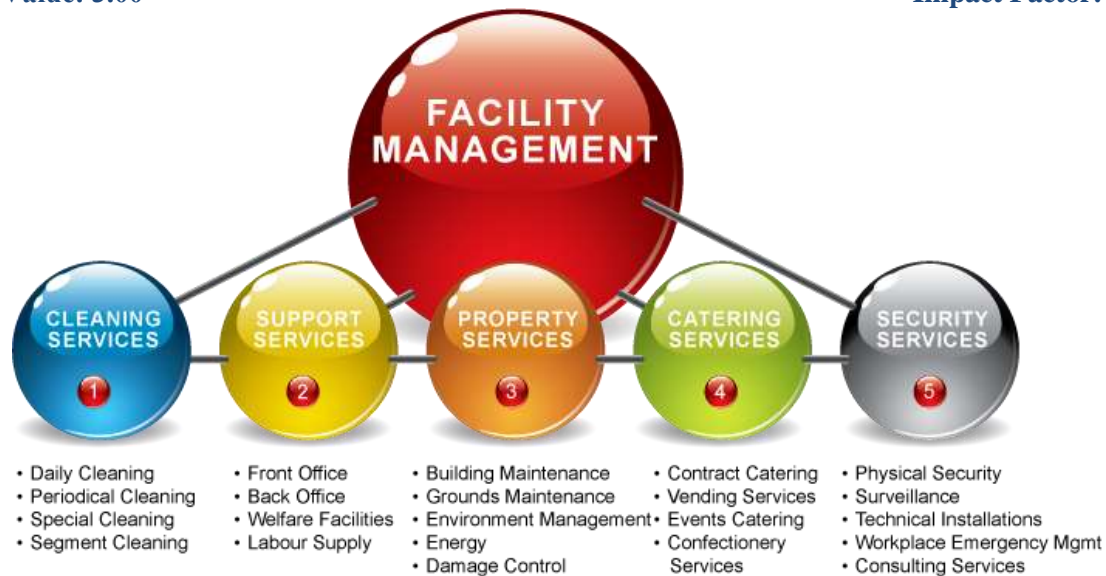 FACILITY
MANAGEMENT
CLEANING
SERVICES
1
SUPPORT
SERVICES
2
PROPERTY
SERVICES
3
CATERING
SERVICES
4
SECURITY
SERVICES
5
• Daily Cleaning
• Periodical Cleaning
• Special Cleaning
• Segment Cleaning
• Front Office
• Back Office
• Welfare Facilities
• Labour Supply
• Building Maintenance
• Grounds Maintenance
• Environment Management
• Energy
• Damage Control
• Contract Catering
• Vending Services
• Events Catering
• Confectionery
Services
• Physical Security
• Surveillance
• Technical Installations
• Workplace Emergency Mgmt
• Consulting Services